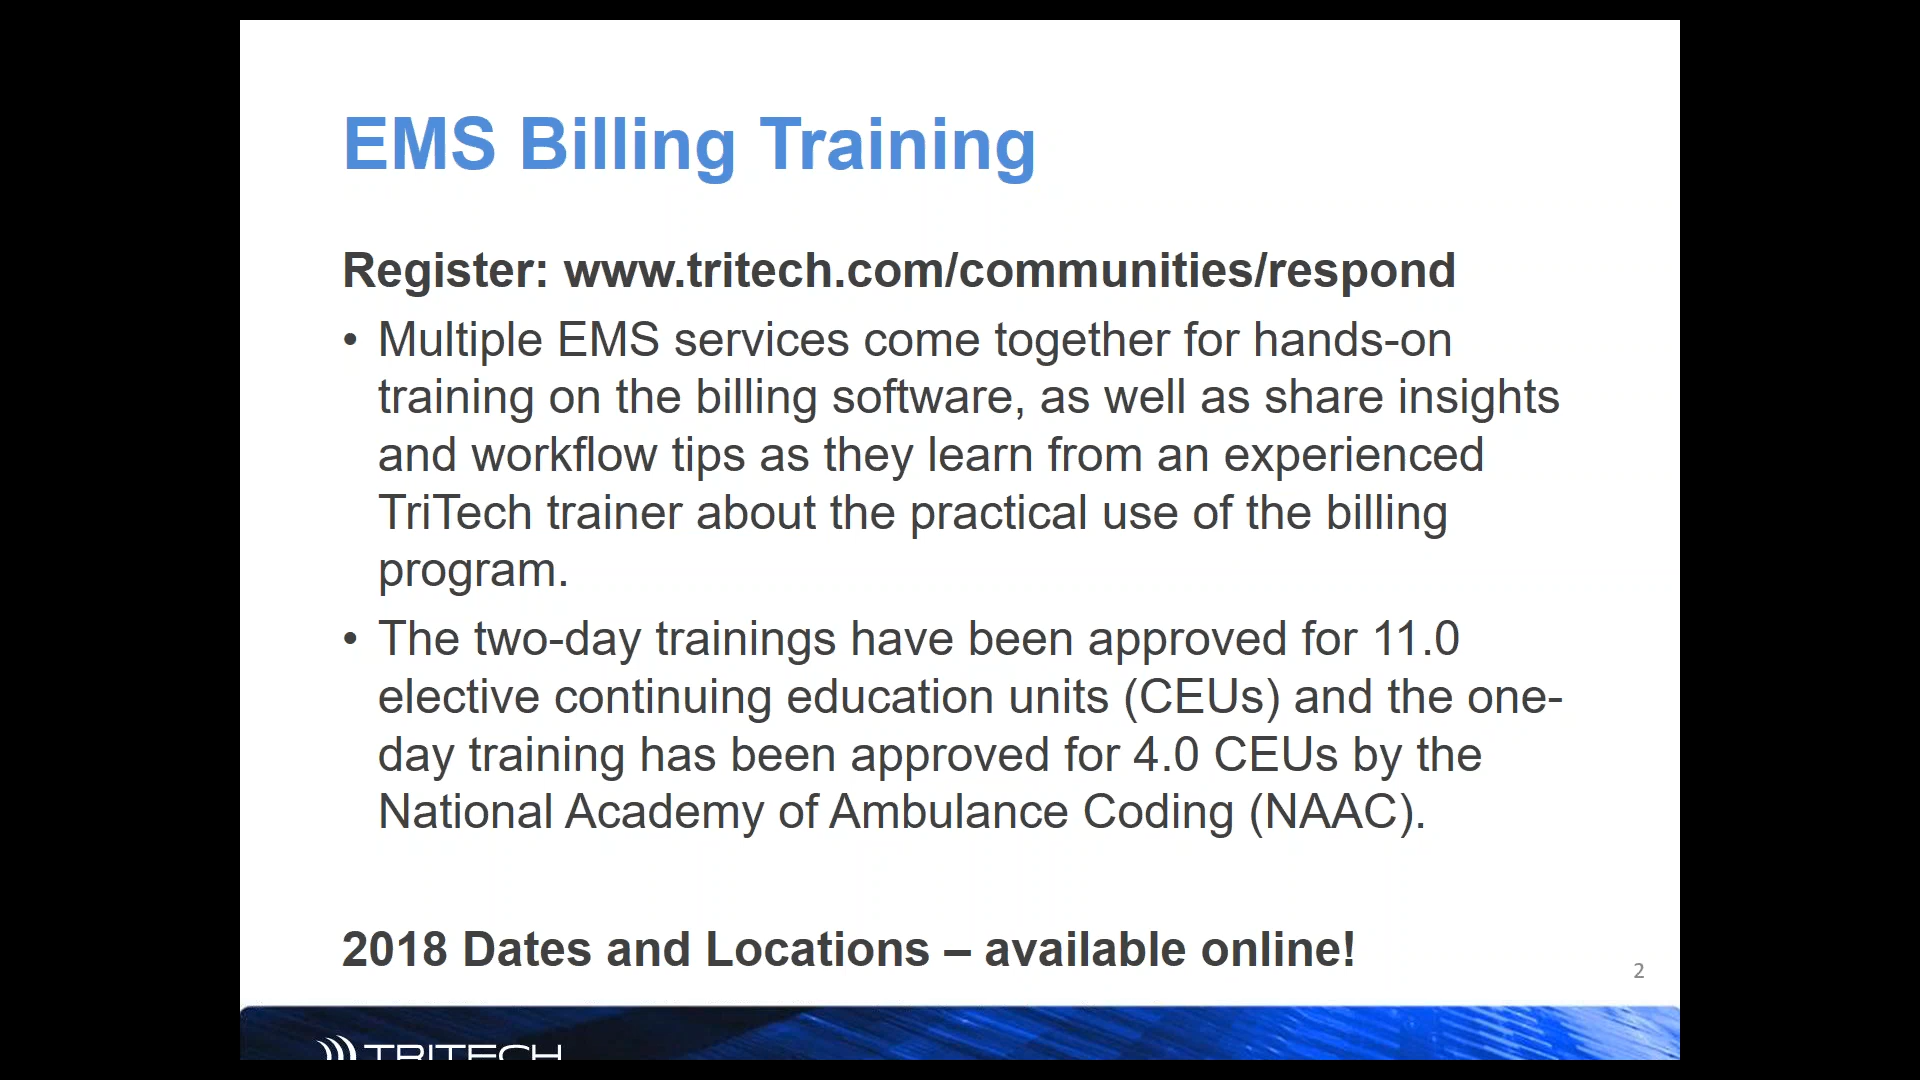 EMS Billing Training
Register: www.tritech.com/communities/respond
• Multiple EMS services come together for hands-on
training on the billing software, as well as share insights
and workflow tips as they learn from an experienced
TriTech trainer about the practical use of the billing
program.
• The two-day trainings have been approved for 11.0
elective continuing education units (CEUs) and the one-
day training has been approved for 4.0 CEUs by the
National Academy of Ambulance Coding (NAAC).
2018 Dates and Locations – available online!
2
TRITECH